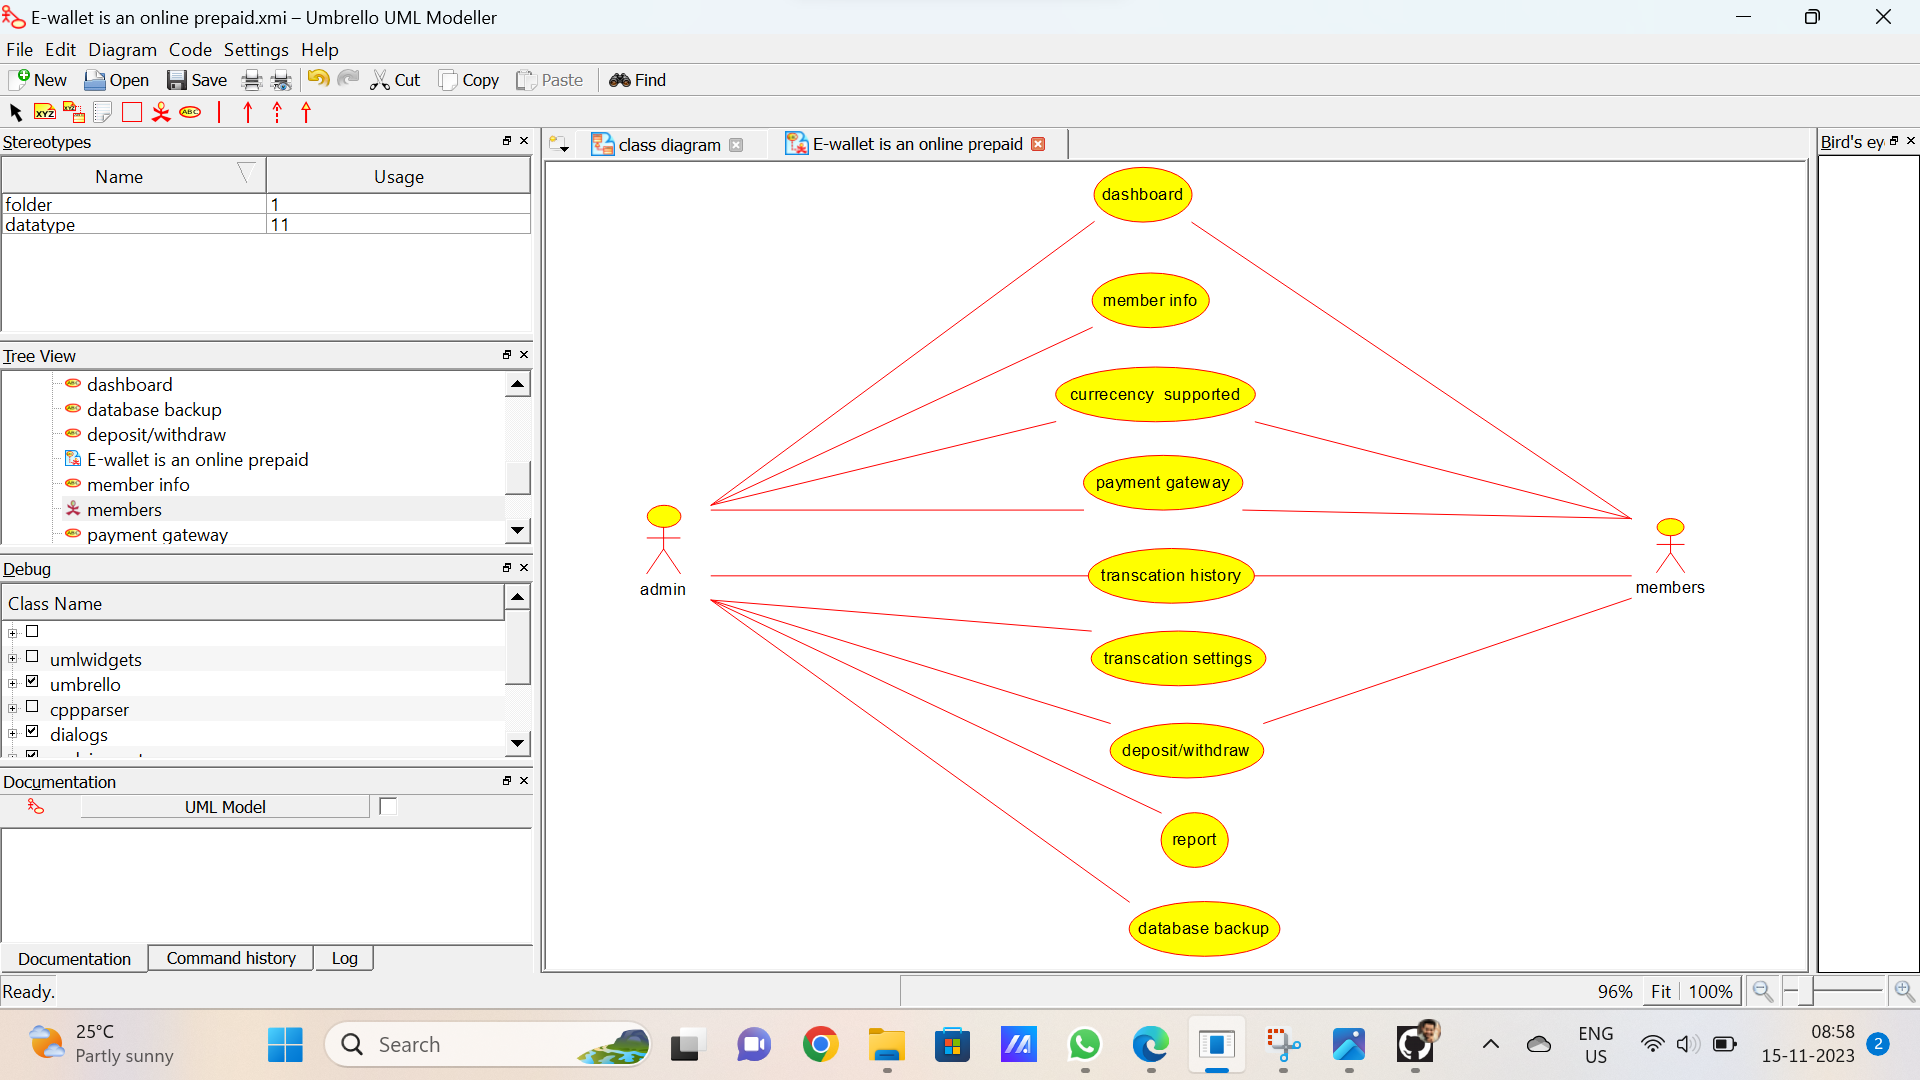 E-wallet is an online prepaid.xmi – Umbrello UML Modeller
File Edit Diagram Code Settings Help
New Open Save Cut Copy Paste Find
XYZ XYZ ABC
Stereotypes
Name Usage
folder 1
datatype 11
Tree View
dashboard
database backup
deposit/withdraw
E-wallet is an online prepaid
member info
members
payment gateway
Debug
Class Name
umlwidgets
umbrello
cppparser
dialogs
Documentation
UML Model
Documentation Command history Log
Ready.
class diagram E-wallet is an online prepaid
Bird's ey
dashboard
member info
currecency supported
payment gateway
admin
members
transcation history
transcation settings
deposit/withdraw
report
database backup
96% Fit 100%
25°C
Partly sunny
Search
ENG
US
08:58
15-11-2023
2